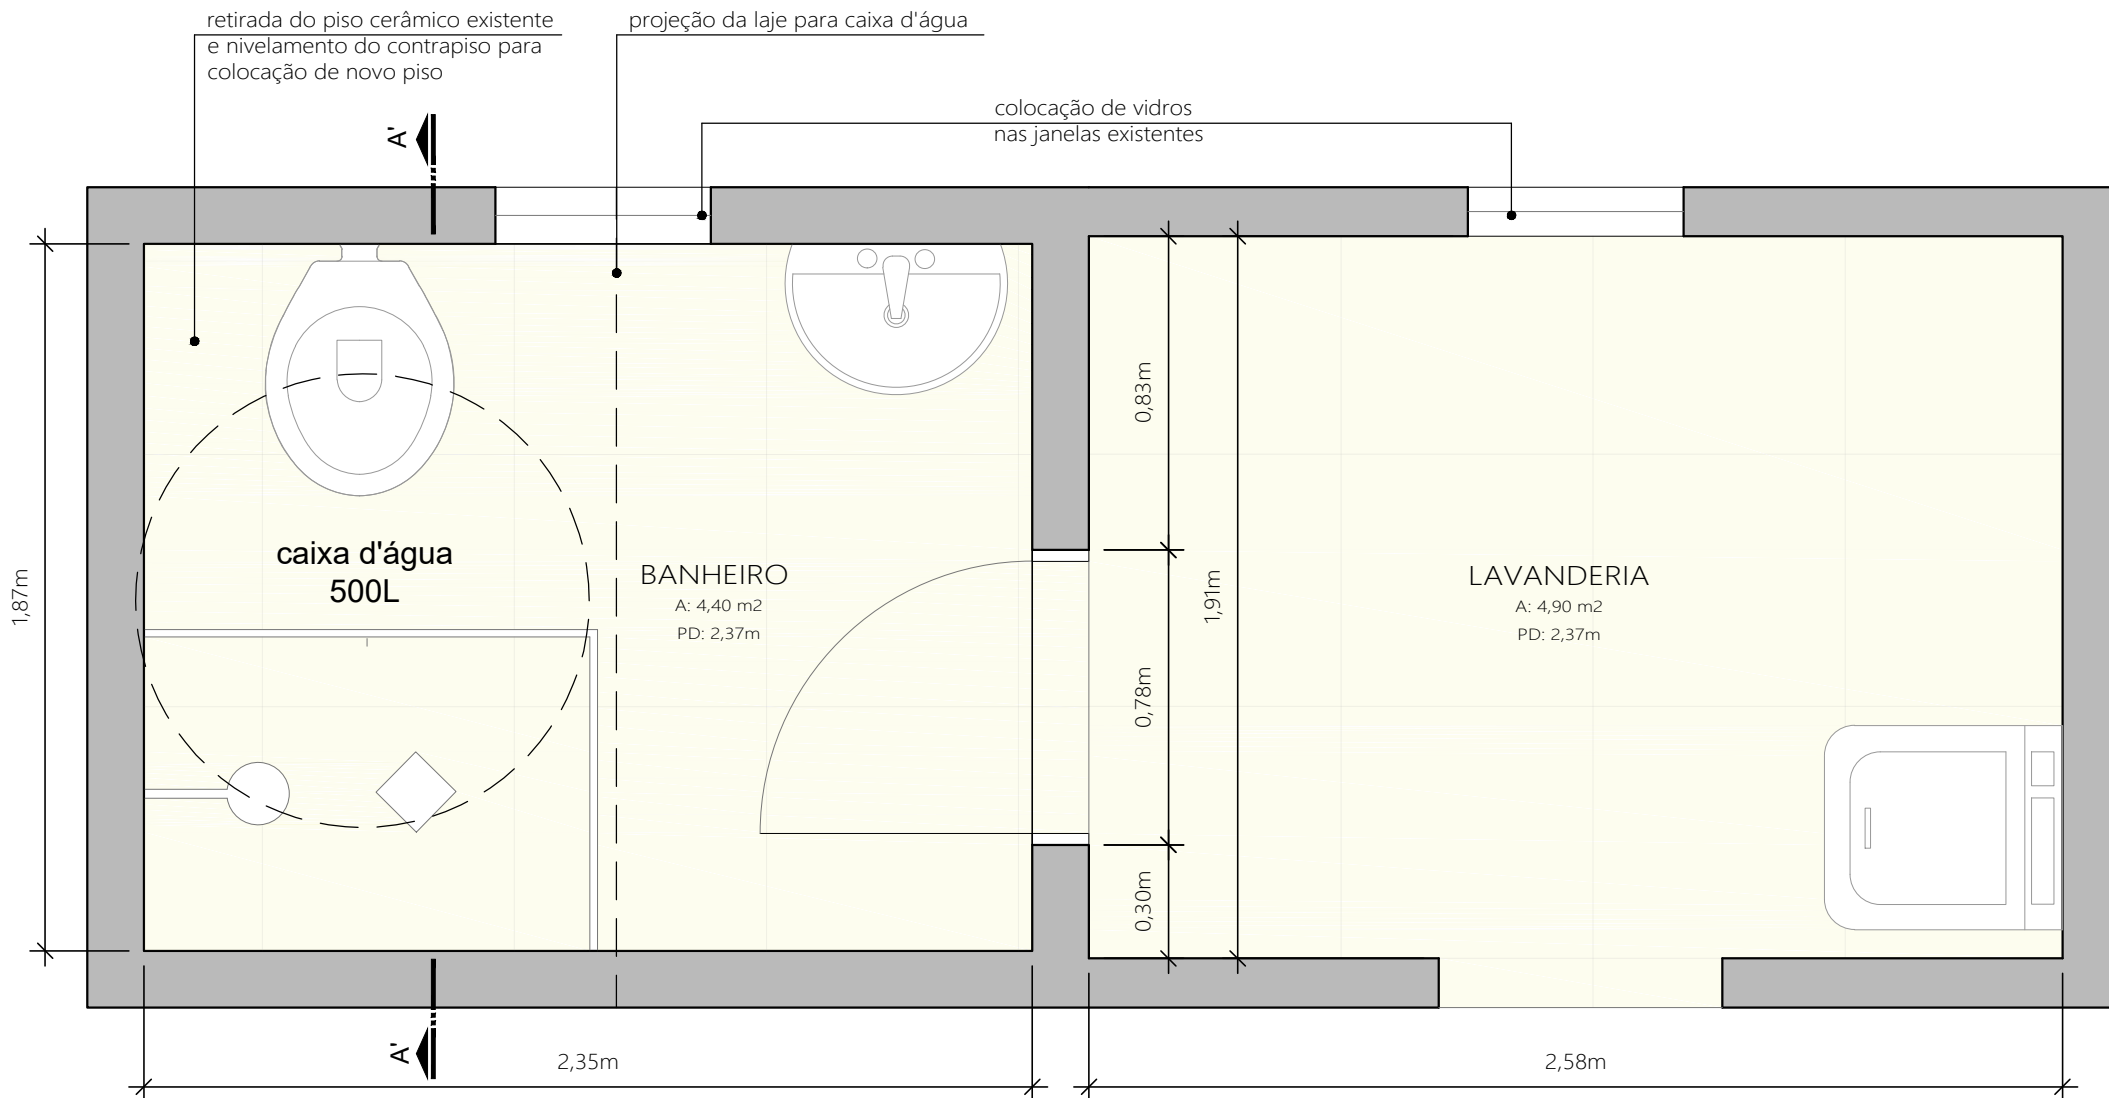 retirada do piso cerâmico existente
e nivelamento do contrapiso para
colocação de novo piso
projeção da laje para caixa d'água
colocação de vidros
nas janelas existentes
A'
caixa d'água
500L
BANHEIRO
A: 4,40 m2
PD: 2,37m
LAVANDERIA
A: 4,90 m2
PD: 2,37m
1,87m
0,83m
1,91m
0,78m
0,30m
A'
2,35m
2,58m